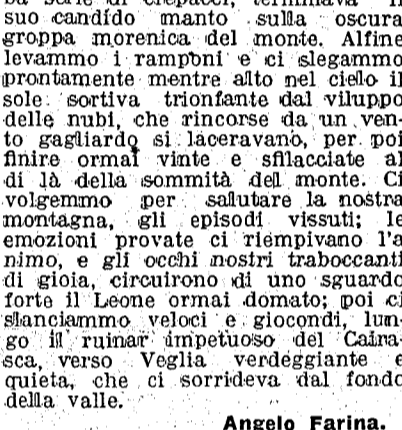 suo candido manto sulla oscura
groppa morenica del monte. Alfine
levammo i ramponi e ci slegammo
prontamente mentre alto nel cielo il
sole sortiva trionfante dal viluppo
delle nubi, che rincorse da un ven-
to gagliardo si laceravano, per poi
finire ormai vinte e sfilacciate al
di là della sommità del monte. Ci
volgemmo per salutare la nostra
montagna, gli episodi vissuti; le
emozioni provate ci riempivano l'a
nimo, e gli occhi nostri traboccanti
di gioia, circuirono di uno sguardo
forte il Leone ormai domato; poi ci
slanciammo veloci e giocondi, lun-
go il ruinar impetuoso del Caira-
sca, verso Veglia verdeggiante e
quieta, che ci sorrideva dal fondo
della valle.
Angelo Farina.